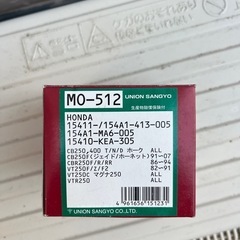 UNION SANGYO
生産物賠償保険付
MO-512
HONDA
15411-/154A1-413-005
154A1-MA6-005
15410-KEA-305
CB250,400 T/N/D ホーク ALL
CB250F(ジェイド/ホーネット)91-07
CBR250F/R/RR 86-94
VT250F/Z/F2 82-91
VT250C マグナ250 ALL
VTR250 ALL
4961656151231
UNION SANGYO CO.,LTD.